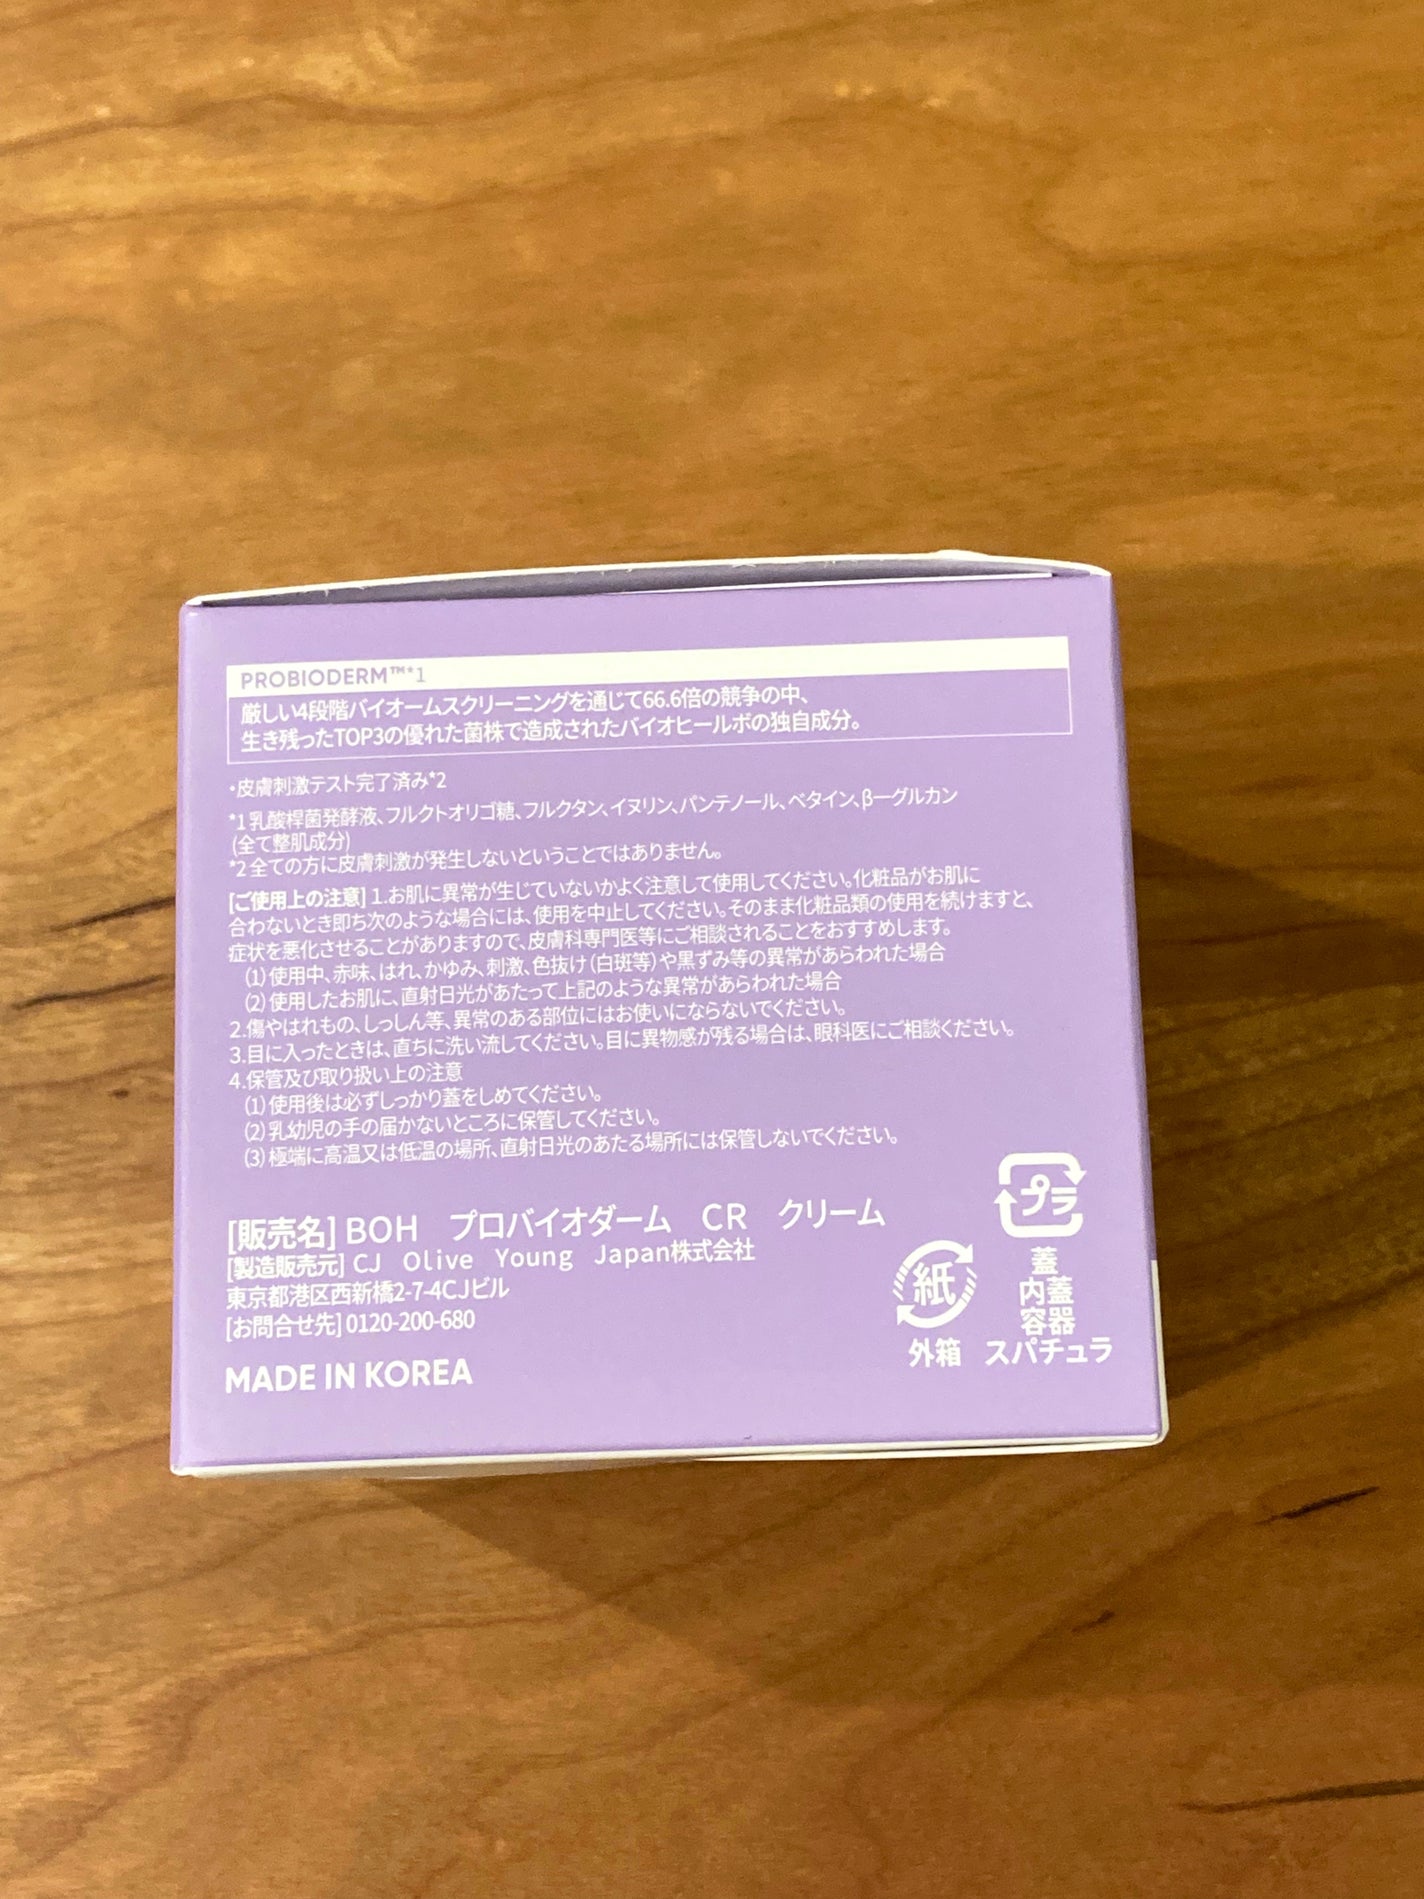 PROBIODERM™*1
厳しい4段階バイオームスクリーニングを通じて66.6倍の競争の中、
生き残ったTOP3の優れた菌株で造成されたバイオヒールボの独自成分。
・皮膚刺激テスト完了済み*2
*1 乳酸桿菌発酵液、フルクトオリゴ糖、フルクタン、イヌリン、パンテノール、ベタイン、β－グルカン
(全て整肌成分)
*2 全ての方に皮膚刺激が発生しないということではありません。
[ご使用上の注意] 1.お肌に異常が生じていないかよく注意して使用してください。化粧品がお肌に
合わないとき即ち次のような場合には、使用を中止してください。そのまま化粧品類の使用を続けますと、
症状を悪化させることがありますので、皮膚科専門医等にご相談されることをおすすめします。
(1) 使用中、赤味、はれ、かゆみ、刺激、色抜け（白斑等）や黒ずみ等の異常があらわれた場合
(2) 使用したお肌に、直射日光があたって上記のような異常があらわれた場合
2.傷やはれもの、しっしん等、異常のある部位にはお使いにならないでください。
3.目に入ったときは、直ちに洗い流してください。目に異物感が残る場合は、眼科医にご相談ください。
4.保管及び取り扱い上の注意
(1) 使用後は必ずしっかり蓋をしめてください。
(2) 乳幼児の手の届かないところに保管してください。
(3) 極端に高温又は低温の場所、直射日光のあたる場所には保管しないでください。
[販売名] BOH プロバイオダーム CR クリーム
[製造販売元] CJ Olive Young Japan株式会社
東京都港区西新橋2-7-4CJビル
[お問合せ先] 0120-200-680
MADE IN KOREA
紙
外箱
プラ
蓋
内蓋
容器
スパチュラ